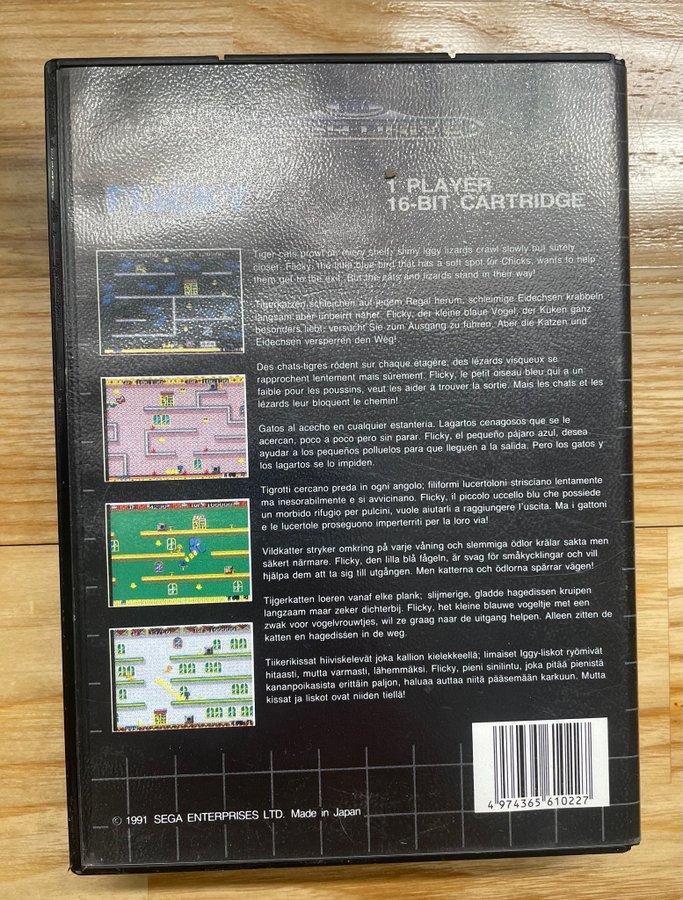 FLICKY
1 PLAYER
16-BIT CARTRIDGE
Tiger cats prowl on every shelf; slimy Iggy lizards crawl slowly but surely
closer. Flicky, the little blue bird that has a soft spot for Chicks, wants to help
them get to the exit. But the cats and lizards stand in their way!
Tigerkatzen schleichen auf jedem Regal herum, schleimige Eidechsen krabbeln
langsam aber unbeirrt näher. Flicky, der kleine blaue Vogel, der Küken ganz
besonders liebt, versucht Sie zum Ausgang zu führen. Aber die Katzen und
Eidechsen versperren den Weg!
Des chats-tigres rôdent sur chaque étagère, des lézards visqueux se
rapprochent lentement mais sûrement. Flicky, le petit oiseau bleu qui a un
faible pour les poussins, veut les aider à trouver la sortie. Mais les chats et les
lézards leur bloquent le chemin!
Gatos al acecho en cualquier estantería. Lagartos cenagosos que se le
acercan, poco a poco pero sin parar. Flicky, el pequeño pájaro azul, desea
ayudar a los pequeños polluelos para que lleguen a la salida. Pero los gatos y
los lagartos se lo impiden.
Tigrotti cercano preda in ogni angolo; filiformi lucertoloni strisciano lentamente
ma inesorabilmente e si avvicinano. Flicky, il piccolo uccello blu che possiede
un morbido rifugio per pulcini, vuole aiutarli a raggiungere l'uscita. Ma i gattoni
e le lucertole proseguono imperterriti per la loro via!
Vildkatter stryker omkring på varje våning och slemmiga ödlor krälar sakta men
säkert närmare. Flicky, den lilla blå fågeln, är svag för småkycklingar och vill
hjälpa dem att ta sig till utgången. Men katterna och ödlorna spärrar vägen!
Tijgerkatten loeren vanaf elke plank; slijmerige, gladde hagedissen kruipen
langzaam maar zeker dichterbij. Flicky, het kleine blauwe vogeltje met een
zwak voor vogelvrouwtjes, wil ze graag naar de uitgang helpen. Alleen zitten de
katten en hagedissen in de weg.
Tiikerikissat hiiviskelevät joka kallion kielekkeellä; limaiset Iggy-liskot ryömivät
hitaasti, mutta varmasti, lähemmäksi. Flicky, pieni sinilintu, joka pitää pienistä
kananpoikasista erittäin paljon, haluaa auttaa niitä pääsemään karkuun. Mutta
kissat ja liskot ovat niiden tiellä!
4 974365 610227
© 1991 SEGA ENTERPRISES LTD. Made in Japan